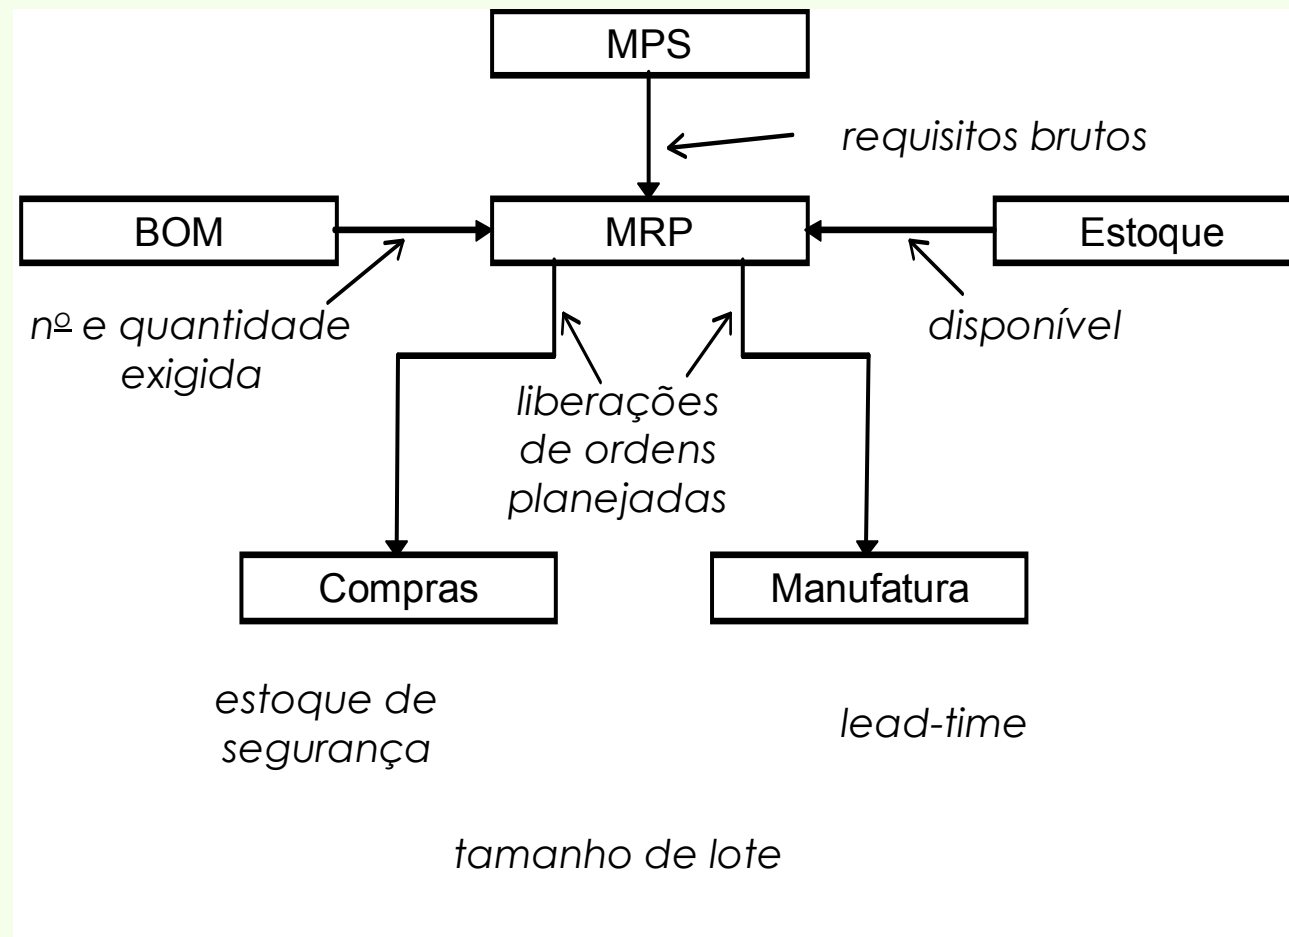 MPS
requisitos brutos
BOM
MRP
Estoque
nº e quantidade
exigida
disponível
liberações
de ordens
planejadas
Compras
Manufatura
estoque de
segurança
lead-time
tamanho de lote